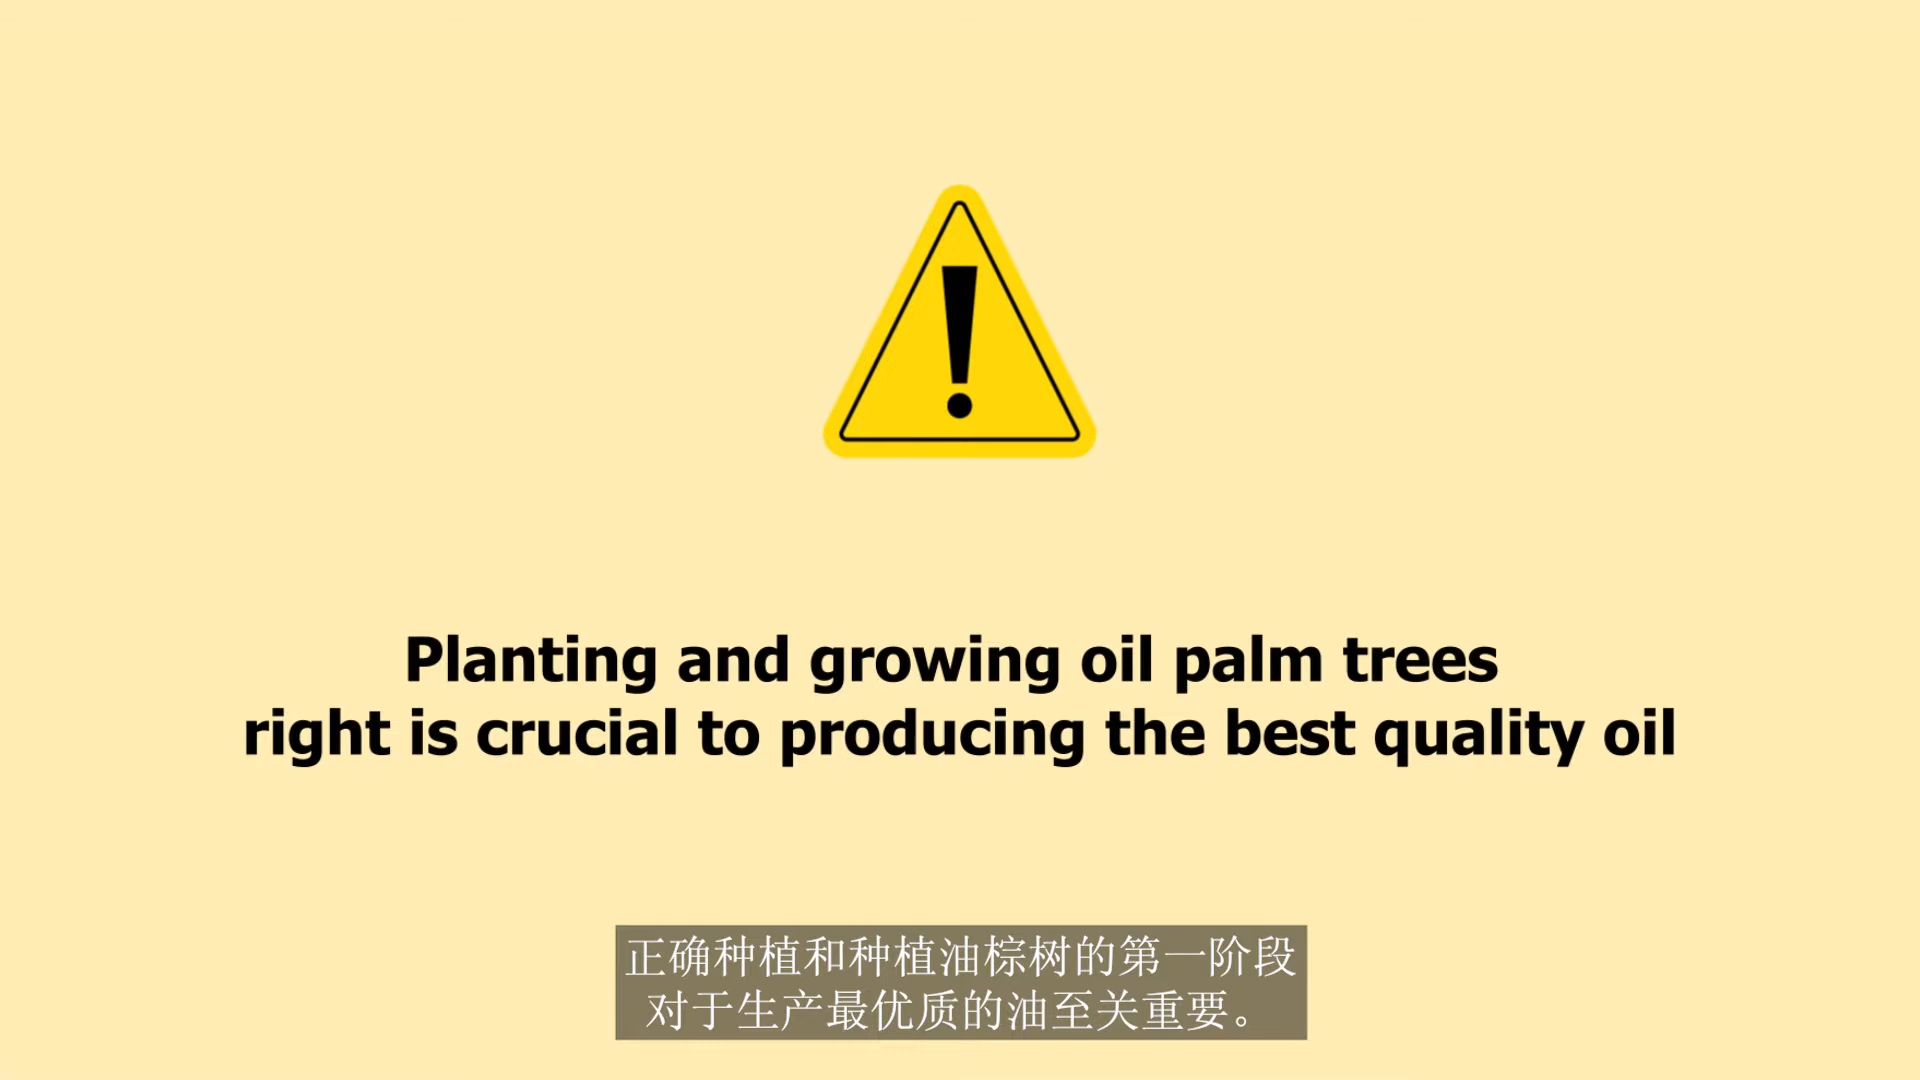 Planting and growing oil palm trees
right is crucial to producing the best quality oil
正确种植和种植油棕树的第一阶段
对于生产最优质的油至关重要。